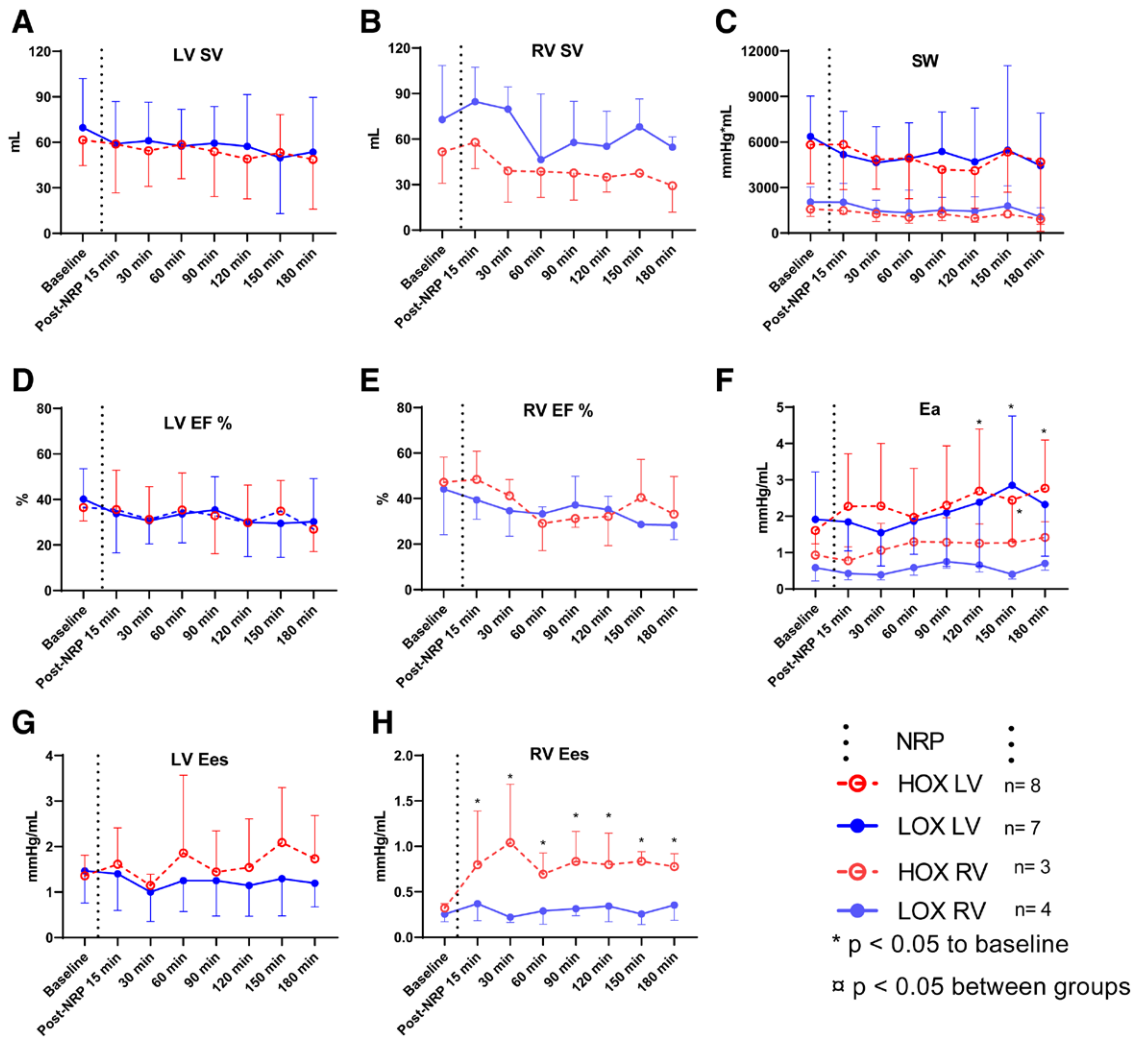 A
LV SV
120
90
60
30
0
mL
Baseline
Post-NRP 15 min
30 min
60 min
90 min
120 min
150 min
180 min
B
RV SV
120
90
60
30
0
mL
Baseline
Post-NRP 15 min
30 min
60 min
90 min
120 min
150 min
180 min
C
SW
12000
9000
6000
3000
0
mmHg*mL
Baseline
Post-NRP 15 min
30 min
60 min
90 min
120 min
150 min
180 min
D
LV EF %
80
60
40
20
0
%
Baseline
Post-NRP 15 min
30 min
60 min
90 min
120 min
150 min
180 min
E
RV EF %
80
60
40
20
0
%
Baseline
Post-NRP 15 min
30 min
60 min
90 min
120 min
150 min
180 min
F
Ea
5
4
3
2
1
0
mmHg/mL
* * *
*
Baseline
Post-NRP 15 min
30 min
60 min
90 min
120 min
150 min
180 min
G
LV Ees
4
3
2
1
0
mmHg/mL
Baseline
Post-NRP 15 min
30 min
60 min
90 min
120 min
150 min
180 min
H
RV Ees
2.0
1.5
1.0
0.5
0.0
mmHg/mL
* * * * * * *
Baseline
Post-NRP 15 min
30 min
60 min
90 min
120 min
150 min
180 min
NRP
HOX LV n= 8
LOX LV n= 7
HOX RV n= 3
LOX RV n= 4
* p < 0.05 to baseline
¤ p < 0.05 between groups